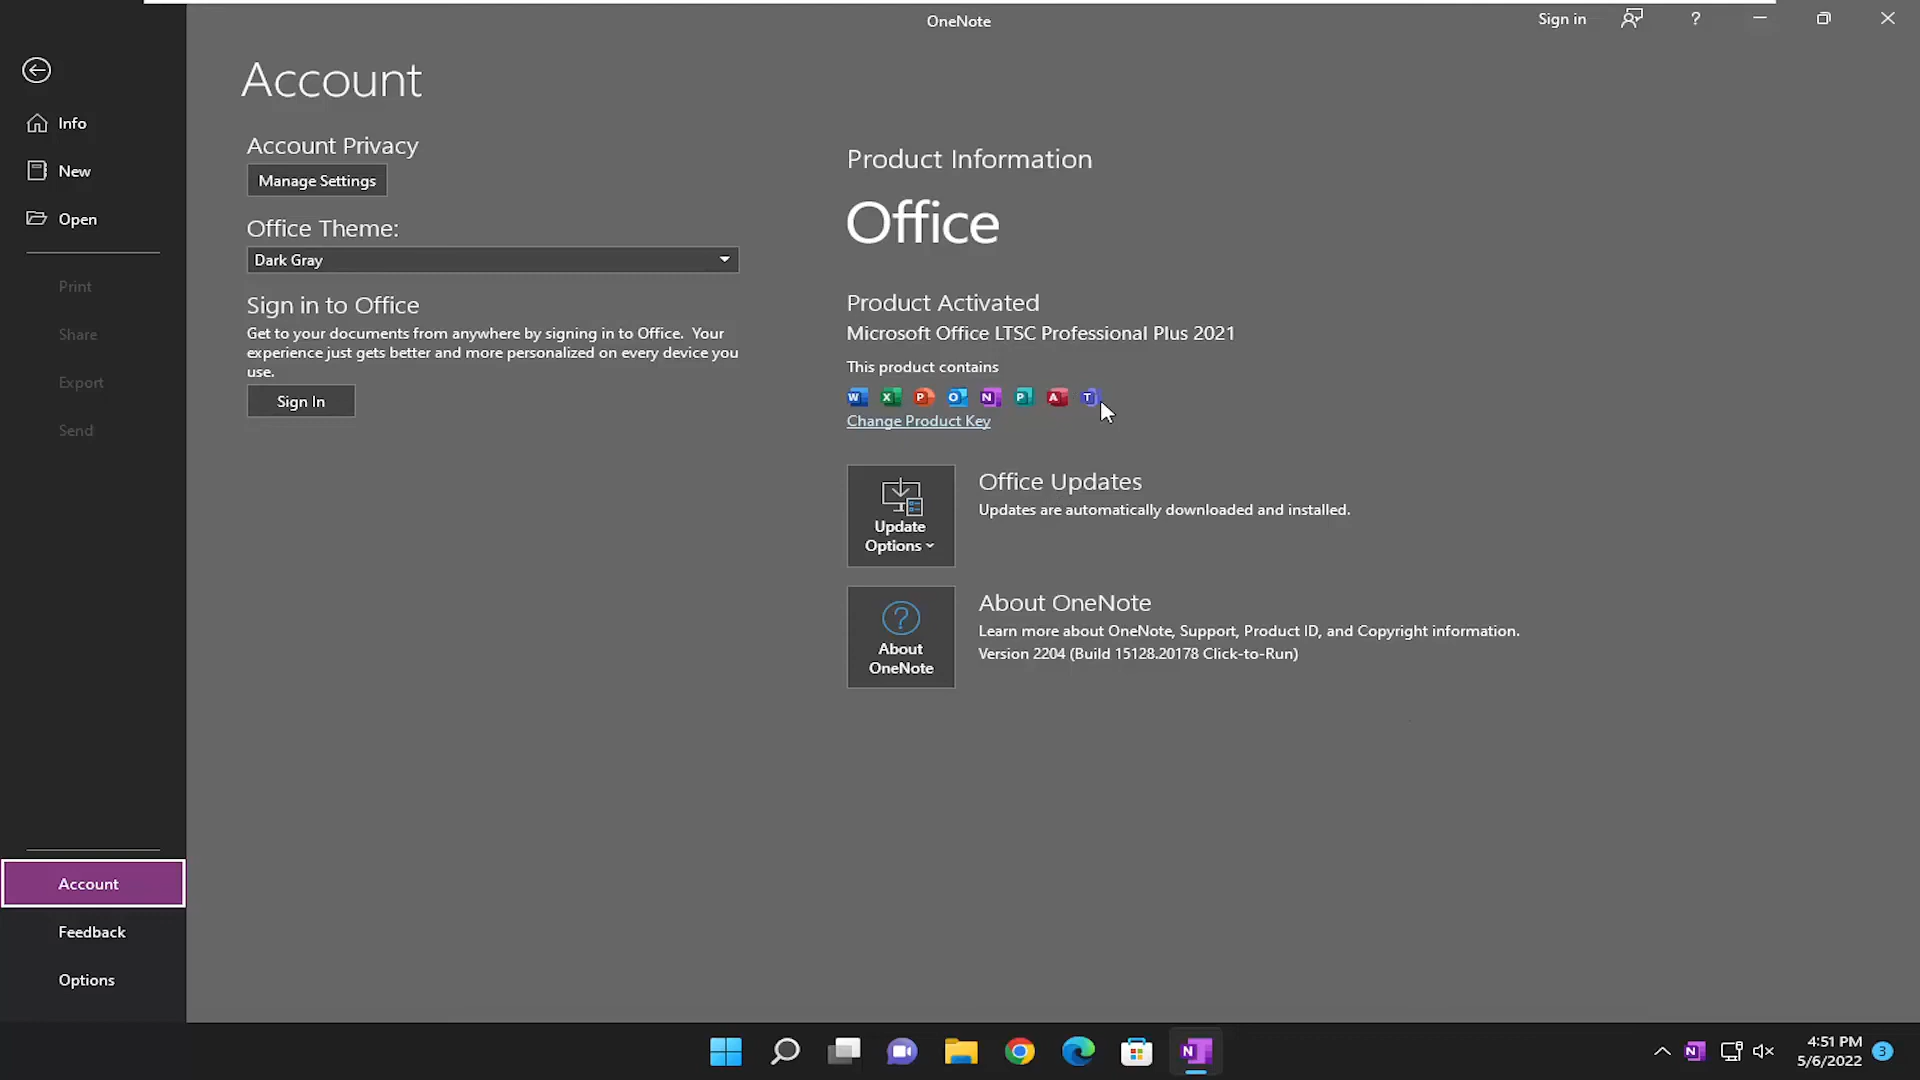 OneNote
Sign in
?
Account
Info
New
Open
Print
Share
Export
Send
Account
Feedback
Options
Account Privacy
Manage Settings
Office Theme:
Dark Gray
Sign in to Office
Get to your documents from anywhere by signing in to Office.  Your
experience just gets better and more personalized on every device you
use.
Sign In
Product Information
Office
Product Activated
Microsoft Office LTSC Professional Plus 2021
This product contains
W X P O N P A T
Change Product Key
Update
Options
Office Updates
Updates are automatically downloaded and installed.
?
About
OneNote
About OneNote
Learn more about OneNote, Support, Product ID, and Copyright information.
Version 2204 (Build 15128.20178 Click-to-Run)
N
N
4:51 PM
5/6/2022
3